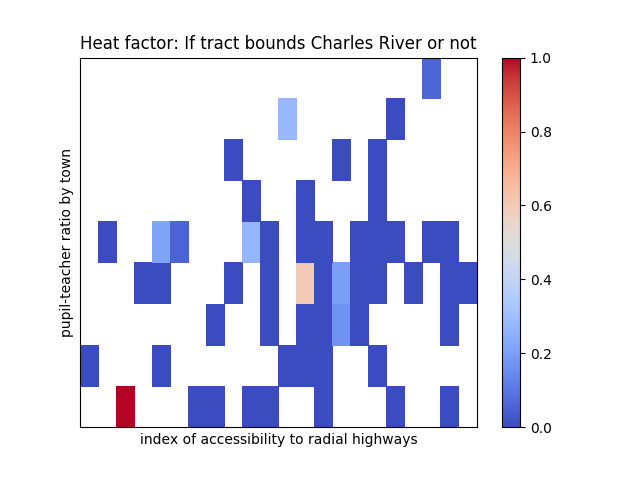 Heat factor: If tract bounds Charles River or not
pupil-teacher ratio by town
index of accessibility to radial highways
1.0
0.8
0.6
0.4
0.2
0.0